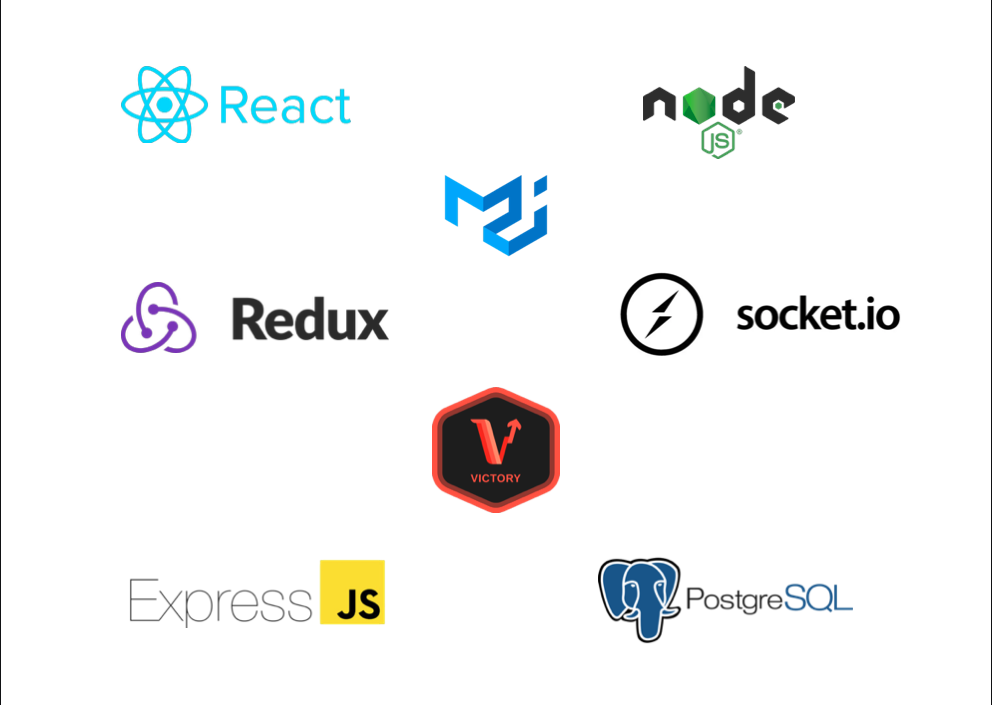 React
node
JS
Redux
socket.io
VICTORY
Express JS
PostgreSQL